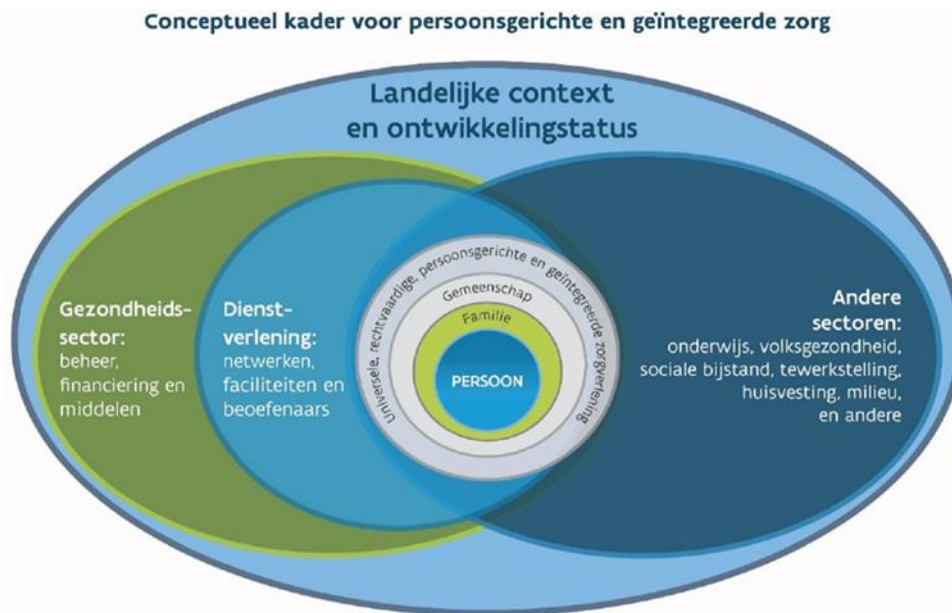 Conceptueel kader voor persoonsgerichte en geïntegreerde zorg
Landelijke context
en ontwikkelingstatus
Gezondheids-
sector:
beheer,
financiering en
middelen
Dienst-
verlening:
netwerken,
faciliteiten en
beoefenaars
Universele, rechtvaardige, persoonsgerichte en geïntegreerde zorgverlening
Gemeenschap
Familie
PERSOON
Andere
sectoren:
onderwijs, volksgezondheid,
sociale bijstand, tewerkstelling,
huisvesting, milieu,
en andere